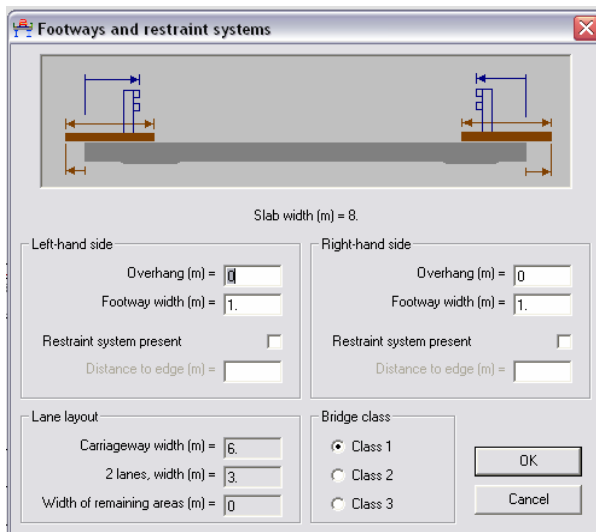 Footways and restraint systems
Slab width (m) = 8.
Left-hand side
Overhang (m) = 0
Footway width (m) = 1.
Restraint system present
Distance to edge (m) =
Right-hand side
Overhang (m) = 0
Footway width (m) = 1.
Restraint system present
Distance to edge (m) =
Lane layout
Carriageway width (m) = 6.
2 lanes, width (m) = 3.
Width of remaining areas (m) = 0
Bridge class
Class 1
Class 2
Class 3
OK
Cancel